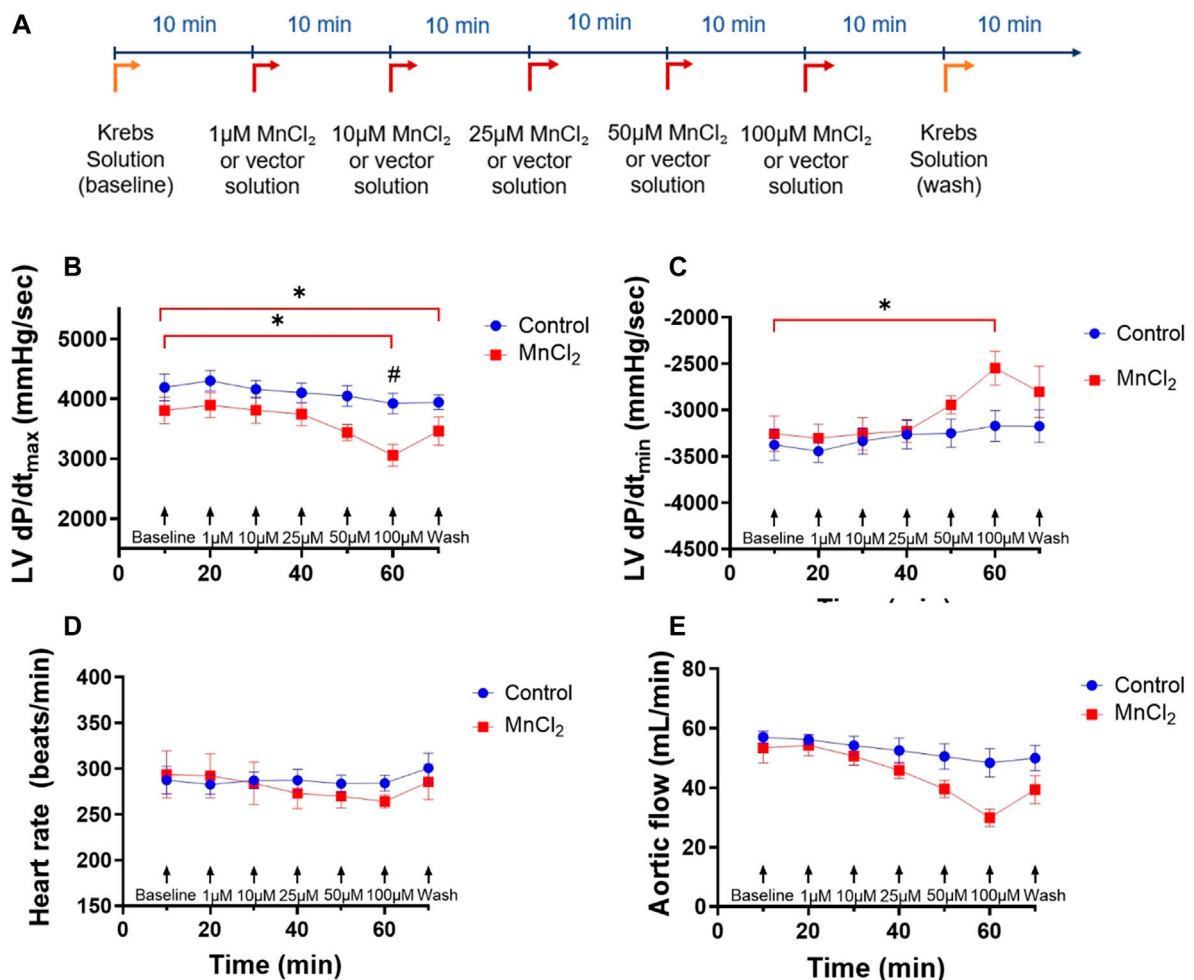 A
10 min 10 min 10 min 10 min 10 min 10 min 10 min
Krebs Solution (baseline)
1µM MnCl₂ or vector solution
10µM MnCl₂ or vector solution
25µM MnCl₂ or vector solution
50µM MnCl₂ or vector solution
100µM MnCl₂ or vector solution
Krebs Solution (wash)
B
LV dP/dtmax (mmHg/sec)
5000
4000
3000
2000
*
*
#
Control
MnCl₂
Baseline 1µM 10µM 25µM 50µM 100µM Wash
0 20 40 60
C
LV dP/dtmin (mmHg/sec)
-2000
-2500
-3000
-3500
-4000
-4500
*
Control
MnCl₂
Baseline 1µM 10µM 25µM 50µM 100µM Wash
0 20 40 60
D
Heart rate (beats/min)
400
350
300
250
200
150
Control
MnCl₂
Baseline 1µM 10µM 25µM 50µM 100µM Wash
0 20 40 60
Time (min)
E
Aortic flow (mL/min)
80
60
40
20
0
Control
MnCl₂
Baseline 1µM 10µM 25µM 50µM 100µM Wash
0 20 40 60
Time (min)